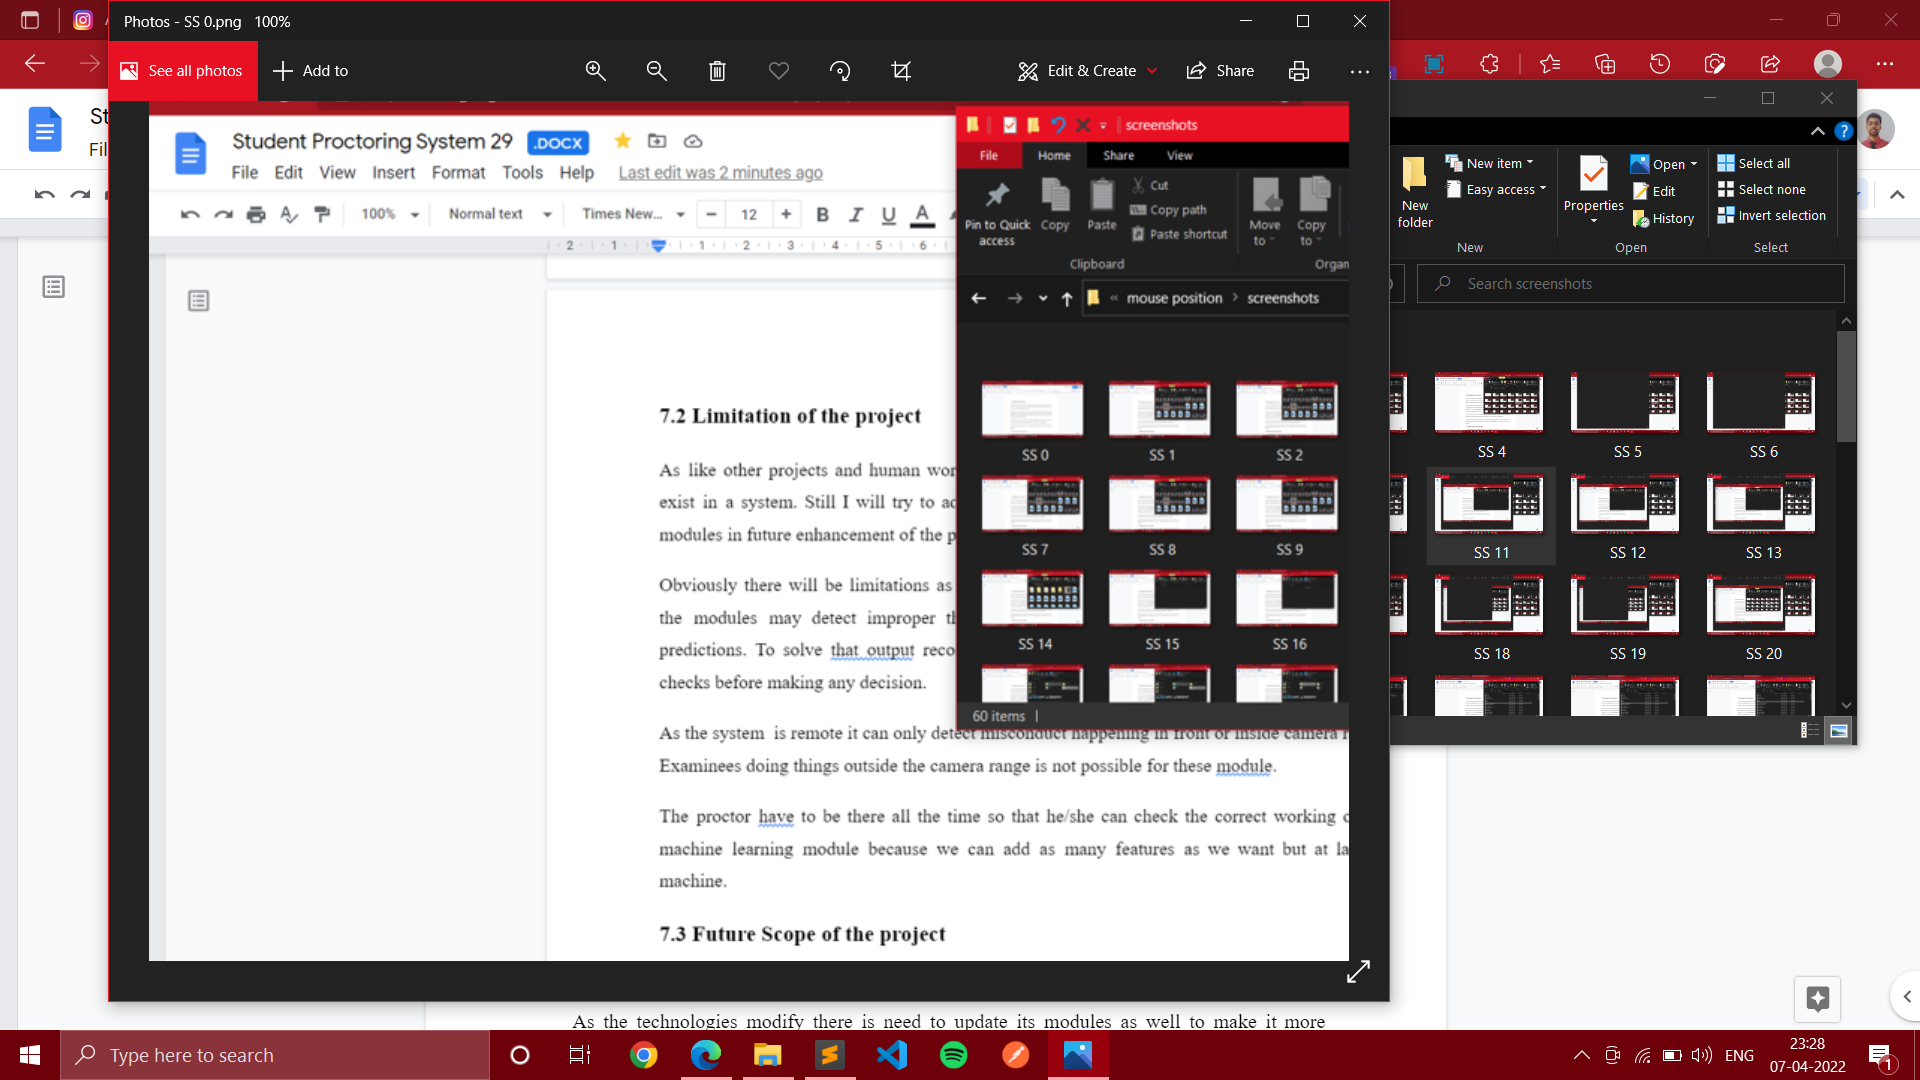 Photos - SS 0.png 100%
See all photos
Add to
Edit & Create
Share
St
Fil
Student Proctoring System 29 .DOCX
File Edit View Insert Format Tools Help Last edit was 2 minutes ago
100% Normal text Times New... − 12 + B I U A
2 1 1 2 3 4 5 6
7.2 Limitation of the project
As like other projects and human wor
exist in a system. Still I will try to ac
modules in future enhancement of the p
Obviously there will be limitations as
the modules may detect improper th
predictions. To solve that output reco
checks before making any decision.
As the system is remote it can only detect misconduct happening in front or inside camera r
Examinees doing things outside the camera range is not possible for these module.
The proctor have to be there all the time so that he/she can check the correct working o
machine learning module because we can add as many features as we want but at la
machine.
7.3 Future Scope of the project
screenshots
File Home Share View
Pin to Quick access
Copy
Paste
Cut
Copy path
Paste shortcut
Move to
Copy to
Clipboard
Organ
« mouse position > screenshots
SS 0 SS 1 SS 2
SS 7 SS 8 SS 9
SS 14 SS 15 SS 16
60 items
New folder
New item
Easy access
New
Properties
Open
Edit
History
Open
Select all
Select none
Invert selection
Select
Search screenshots
SS 4 SS 5 SS 6
SS 11 SS 12 SS 13
SS 18 SS 19 SS 20
As the technologies modify there is need to update its modules as well to make it more
Type here to search
ENG
23:28
07-04-2022
1